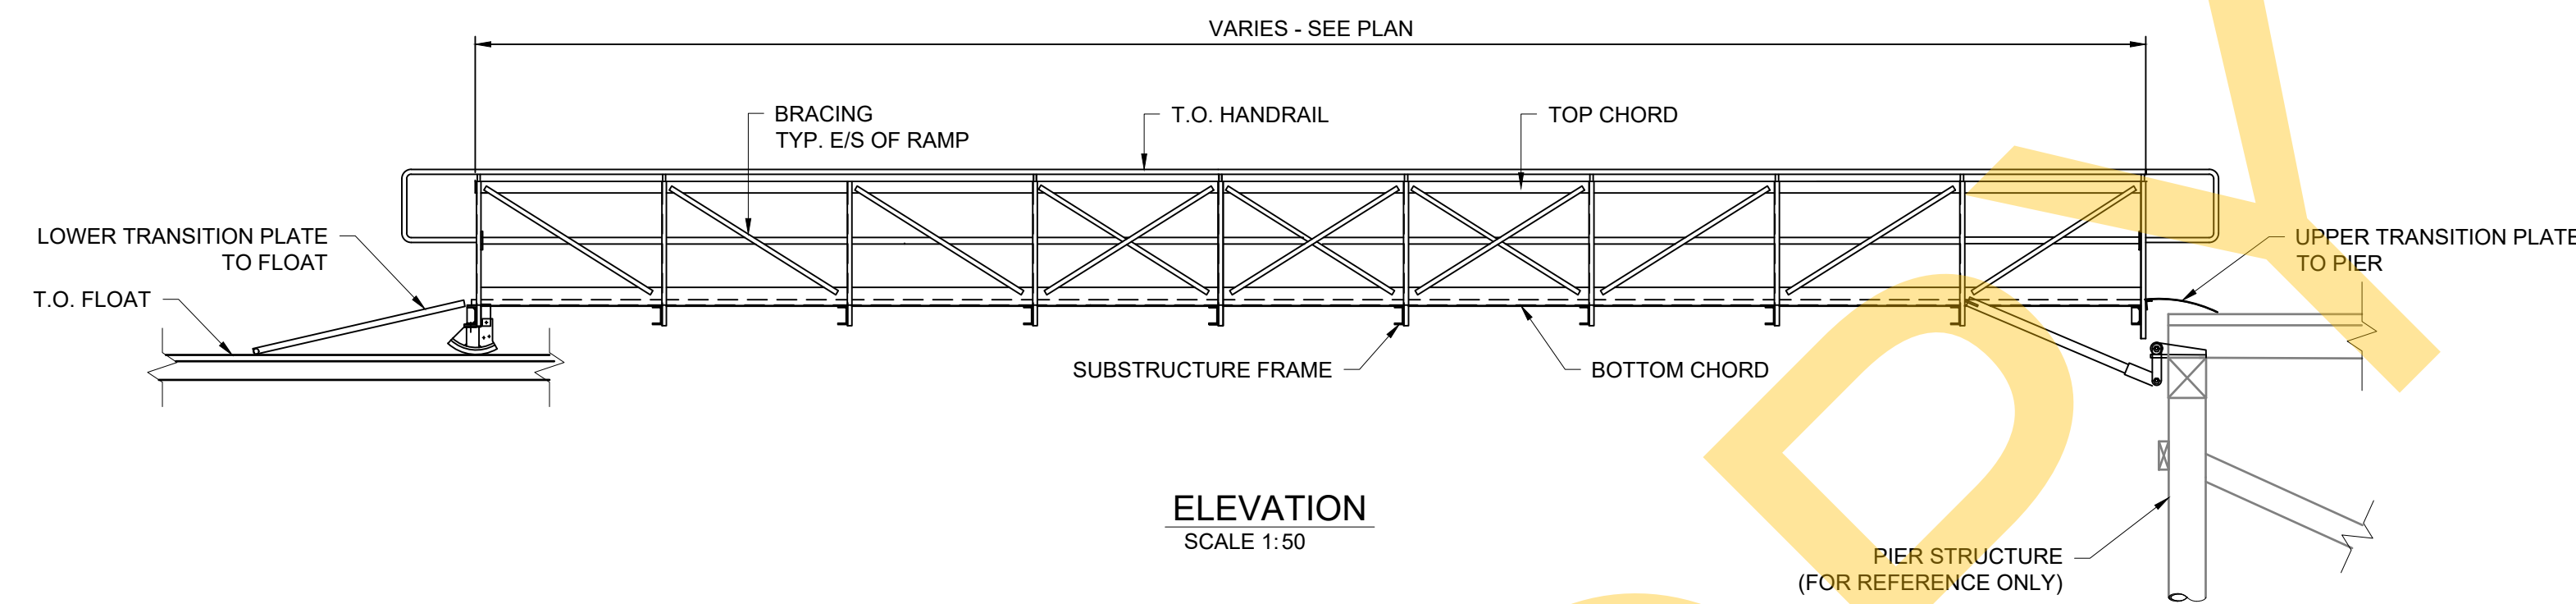 VARIES - SEE PLAN
BRACING
TYP. E/S OF RAMP
T.O. HANDRAIL
TOP CHORD
LOWER TRANSITION PLATE
TO FLOAT
UPPER TRANSITION PLATE
TO PIER
T.O. FLOAT
SUBSTRUCTURE FRAME
BOTTOM CHORD
ELEVATION
SCALE 1:50
PIER STRUCTURE
(FOR REFERENCE ONLY)